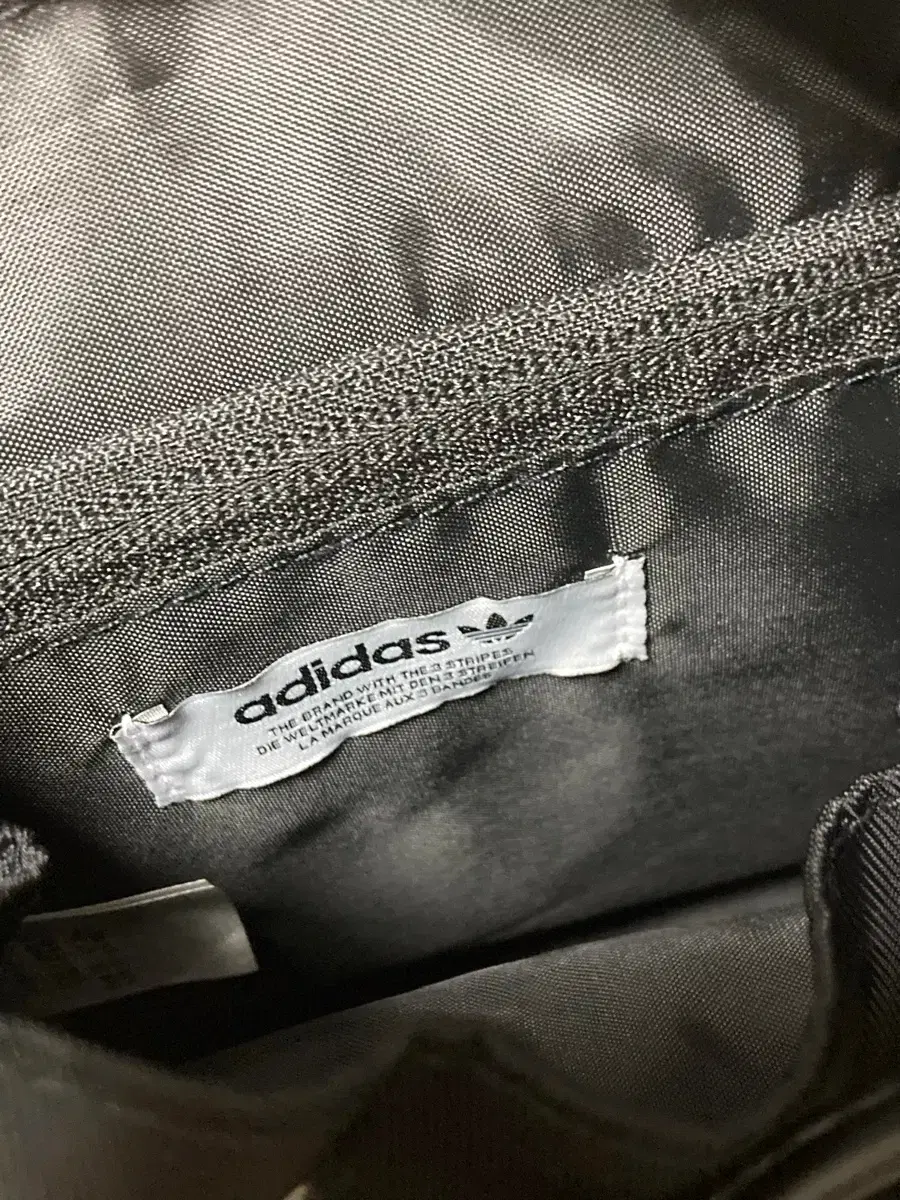 adidas
THE BRAND WITH THE 3 STRIPES
DIE WELTMARKE MIT DEN 3 STREIFEN
LA MARQUE AUX 3 BANDES